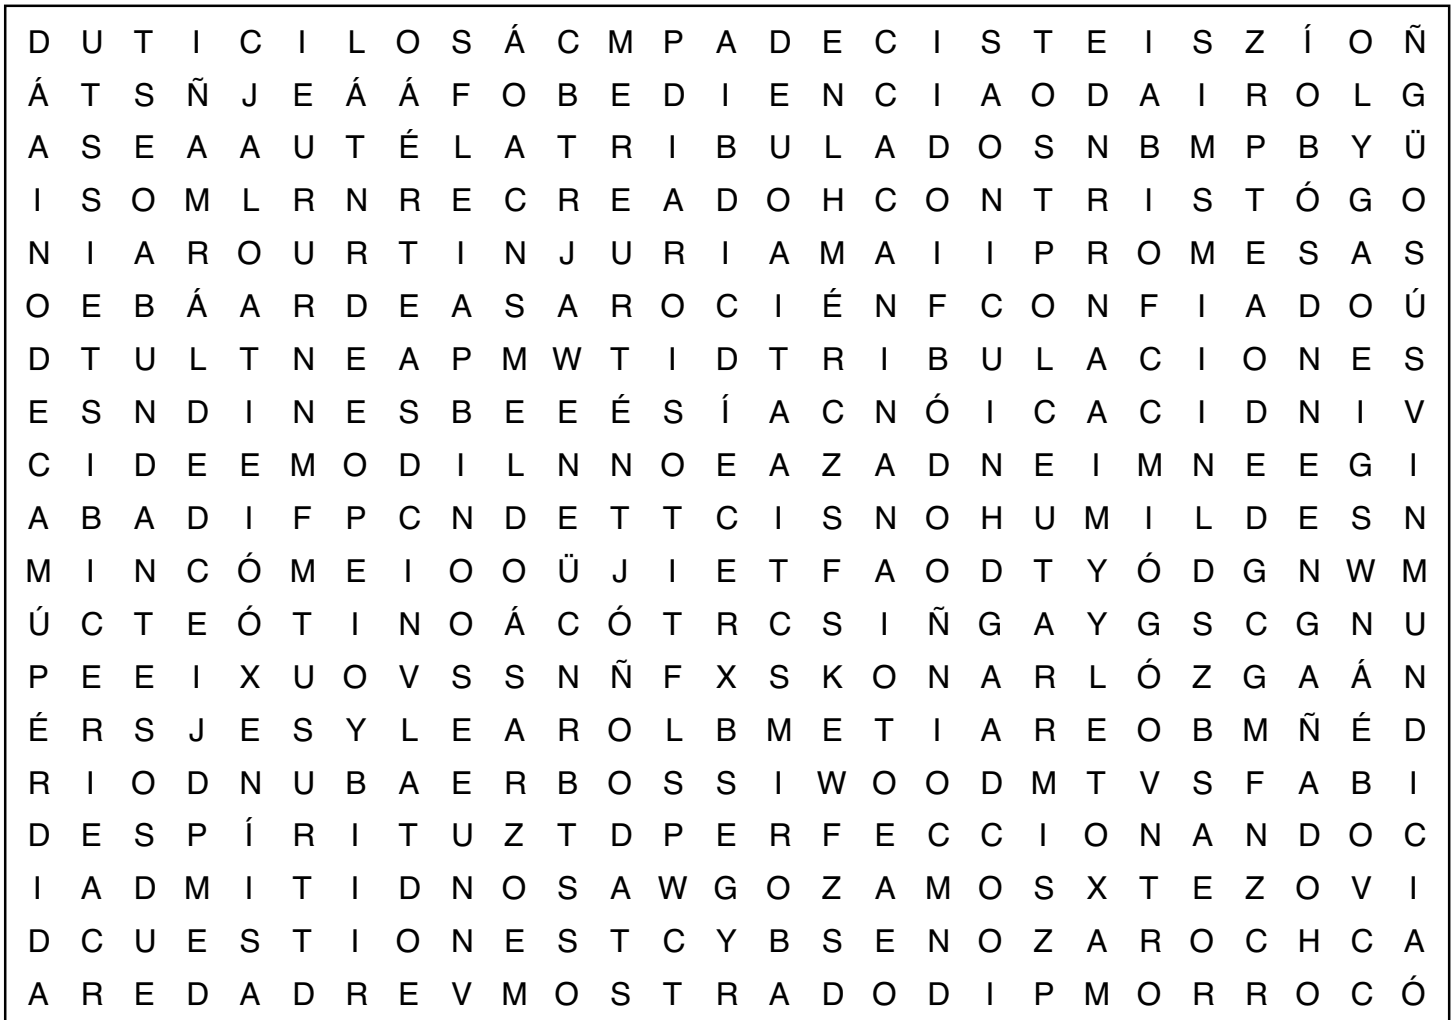 D U T I C I L O S Á C M P A D E C I S T E I S Z Í O Ñ
Á T S Ñ J E Á Á F O B E D I E N C I A O D A I R O L G
A S E A A U T É L A T R I B U L A D O S N B M P B Y Ü
I S O M L R N R E C R E A D O H C O N T R I S T Ó G O
N I A R O U R T I N J U R I A M A I I P R O M E S A S
O E B Á A R D E A S A R O C I É N F C O N F I A D O Ú
D T U L T N E A P M W T I D T R I B U L A C I O N E S
E S N D I N E S B E E É S Í A C N Ó I C A C I D N I V
C I D E E M O D I L N N O E A Z A D N E I M N E E G I
A B A D I F P C N D E T T C I S N O H U M I L D E S N
M I N C Ó M E I O O Ü J I E T F A O D T Y Ó D G N W M
Ú C T E Ó T I N O Á C Ó T R C S I Ñ G A Y G S C G N U
P E E I X U O V S S N Ñ F X S K O N A R L Ó Z G A Á N
É R S J E S Y L E A R O L B M E T I A R E O B M Ñ É D
R I O D N U B A E R B O S S I W O O D M T V S F A B I
D E S P Í R I T U Z T D P E R F E C C I O N A N D O C
I A D M I T I D N O S A W G O Z A M O S X T E Z O V I
D C U E S T I O N E S T C Y B S E N O Z A R O C H C A
A R E D A D R E V M O S T R A D O D I P M O R R O C Ó